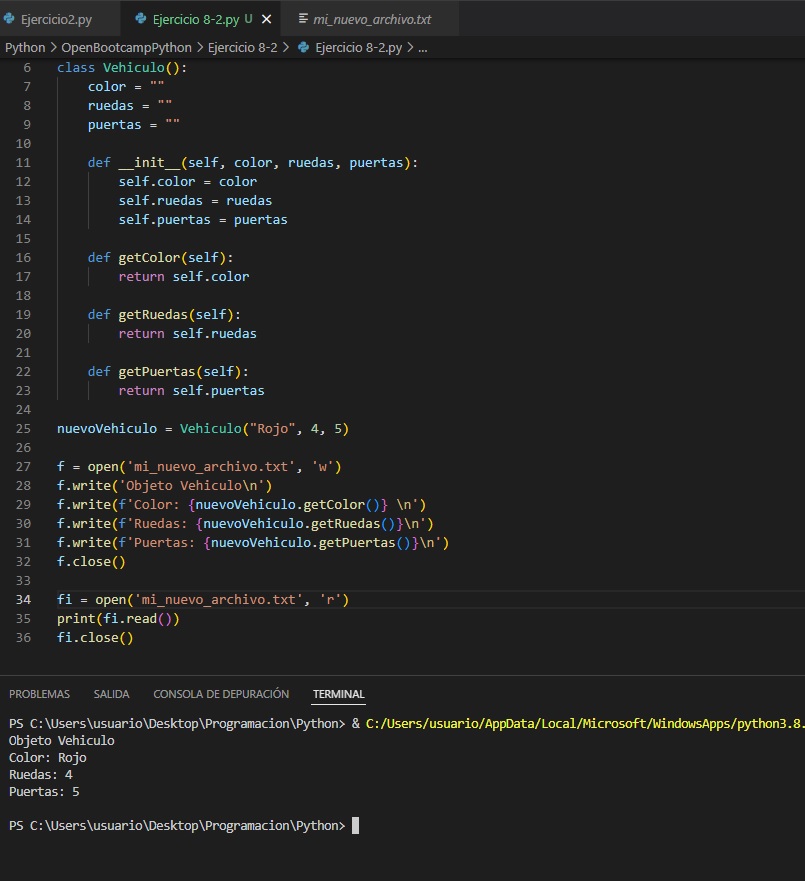 Ejercicio2.py Ejercicio 8-2.py U × mi_nuevo_archivo.txt
Python > OpenBootcampPython > Ejercicio 8-2 > Ejercicio 8-2.py > ...
6 class Vehiculo():
7     color = ""
8     ruedas = ""
9     puertas = ""
10
11     def __init__(self, color, ruedas, puertas):
12         self.color = color
13         self.ruedas = ruedas
14         self.puertas = puertas
15
16     def getColor(self):
17         return self.color
18
19     def getRuedas(self):
20         return self.ruedas
21
22     def getPuertas(self):
23         return self.puertas
24
25 nuevoVehiculo = Vehiculo("Rojo", 4, 5)
26
27 f = open('mi_nuevo_archivo.txt', 'w')
28 f.write('Objeto Vehiculo\n')
29 f.write(f'Color: {nuevoVehiculo.getColor()} \n')
30 f.write(f'Ruedas: {nuevoVehiculo.getRuedas()}\n')
31 f.write(f'Puertas: {nuevoVehiculo.getPuertas()}\n')
32 f.close()
33
34 fi = open('mi_nuevo_archivo.txt', 'r')
35 print(fi.read())
36 fi.close()
PROBLEMAS SALIDA CONSOLA DE DEPURACIÓN TERMINAL
PS C:\Users\usuario\Desktop\Programacion\Python> & C:/Users/usuario/AppData/Local/Microsoft/WindowsApps/python3.8.
Objeto Vehiculo
Color: Rojo
Ruedas: 4
Puertas: 5
PS C:\Users\usuario\Desktop\Programacion\Python>